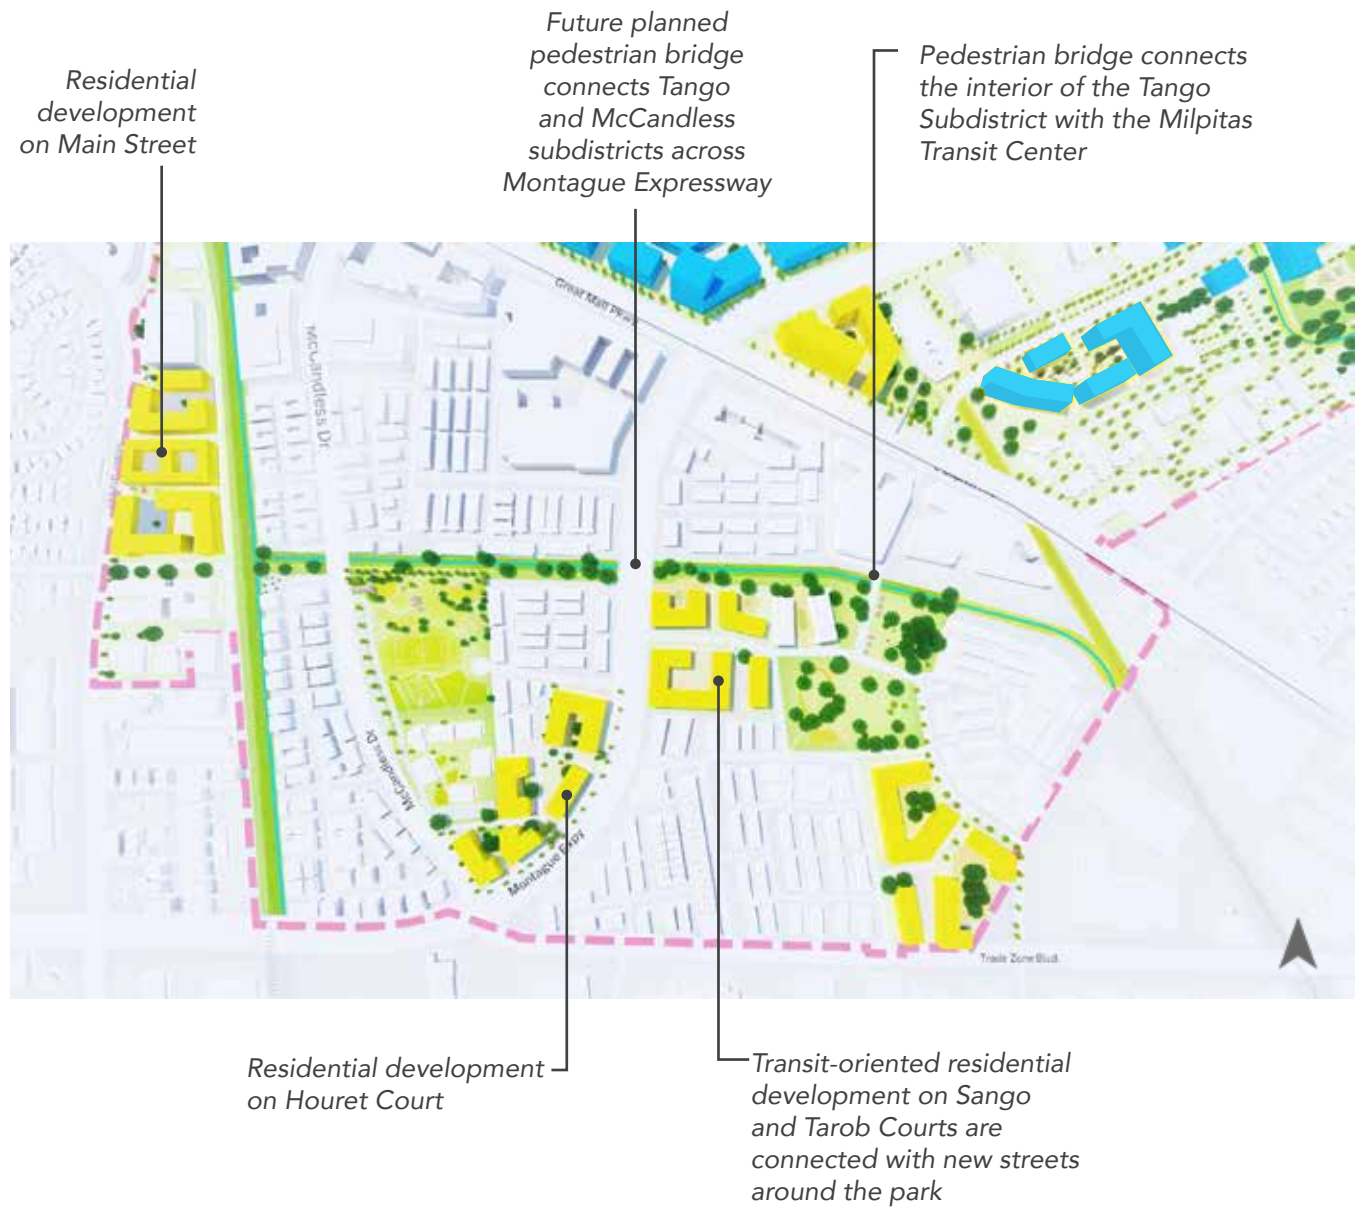 Future planned
pedestrian bridge
connects Tango
and McCandless
subdistricts across
Montague Expressway
Pedestrian bridge connects
the interior of the Tango
Subdistrict with the Milpitas
Transit Center
Residential
development
on Main Street
Great Mall Pkwy
McCandless Dr
McCandless Dr
Montague Expy
Trade Zone Blvd.
Residential development
on Houret Court
Transit-oriented residential
development on Sango
and Tarob Courts are
connected with new streets
around the park